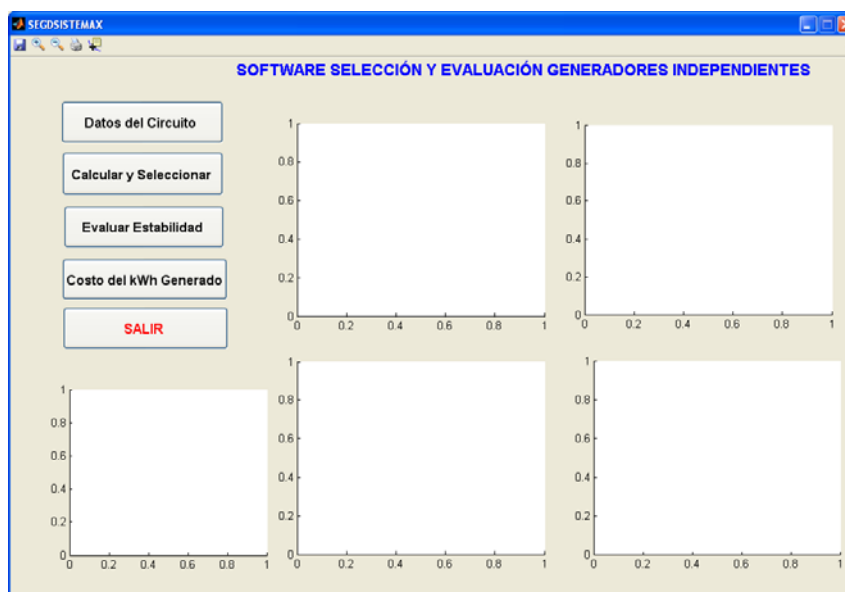 SEGDSISTEMAX
SOFTWARE SELECCIÓN Y EVALUACIÓN GENERADORES INDEPENDIENTES
Datos del Circuito
Calcular y Seleccionar
Evaluar Estabilidad
Costo del kWh Generado
SALIR
1
0.8
0.6
0.4
0.2
0
0 0.2 0.4 0.6 0.8 1
1
0.8
0.6
0.4
0.2
0
0 0.2 0.4 0.6 0.8 1
1
0.8
0.6
0.4
0.2
0
0 0.2 0.4 0.6 0.8 1
1
0.8
0.6
0.4
0.2
0
0 0.2 0.4 0.6 0.8 1
1
0.8
0.6
0.4
0.2
0
0 0.2 0.4 0.6 0.8 1